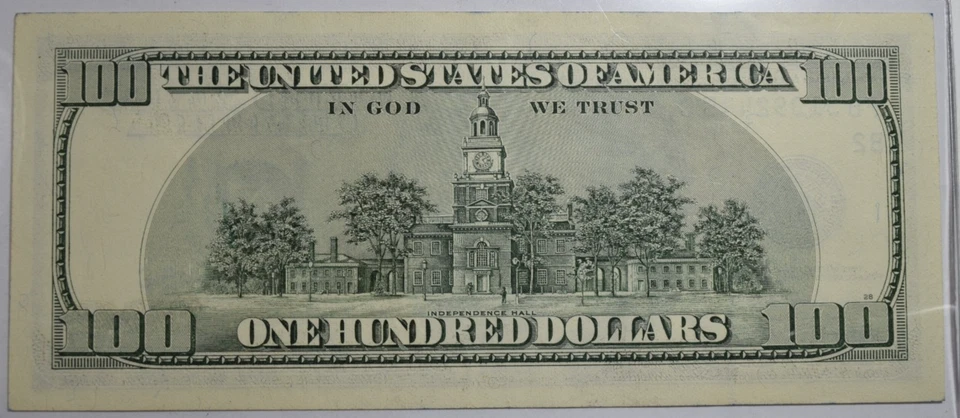 100 THE UNITED STATES OF AMERICA 100
IN GOD WE TRUST
INDEPENDENCE HALL
100 ONE HUNDRED DOLLARS 100